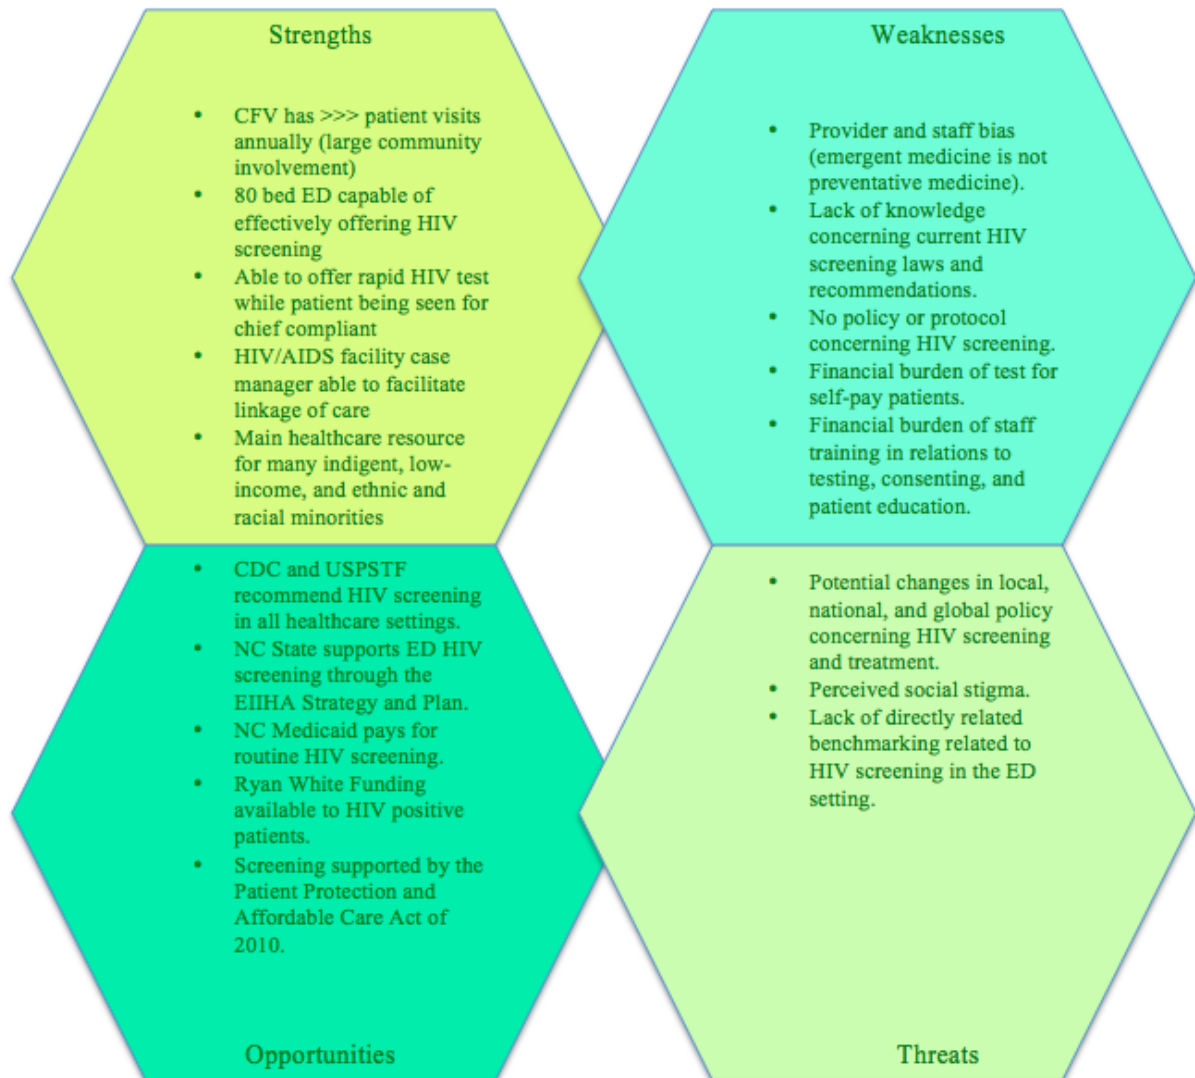 Strengths
• CFV has >>> patient visits
annually (large community
involvement)
• 80 bed ED capable of
effectively offering HIV
screening
• Able to offer rapid HIV test
while patient being seen for
chief compliant
• HIV/AIDS facility case
manager able to facilitate
linkage of care
• Main healthcare resource
for many indigent, low-
income, and ethnic and
racial minorities
Weaknesses
• Provider and staff bias
(emergent medicine is not
preventative medicine).
• Lack of knowledge
concerning current HIV
screening laws and
recommendations.
• No policy or protocol
concerning HIV screening.
• Financial burden of test for
self-pay patients.
• Financial burden of staff
training in relations to
testing, consenting, and
patient education.
• CDC and USPSTF
recommend HIV screening
in all healthcare settings.
• NC State supports ED HIV
screening through the
EIIHA Strategy and Plan.
• NC Medicaid pays for
routine HIV screening.
• Ryan White Funding
available to HIV positive
patients.
• Screening supported by the
Patient Protection and
Affordable Care Act of
2010.
Opportunities
• Potential changes in local,
national, and global policy
concerning HIV screening
and treatment.
• Perceived social stigma.
• Lack of directly related
benchmarking related to
HIV screening in the ED
setting.
Threats